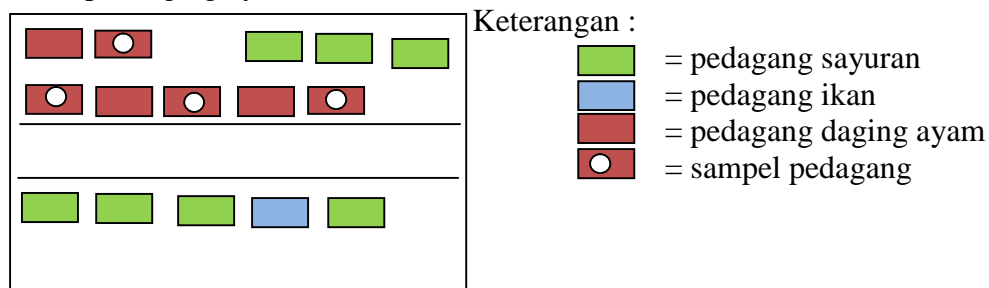 Keterangan :
= pedagang sayuran
= pedagang ikan
= pedagang daging ayam
= sampel pedagang